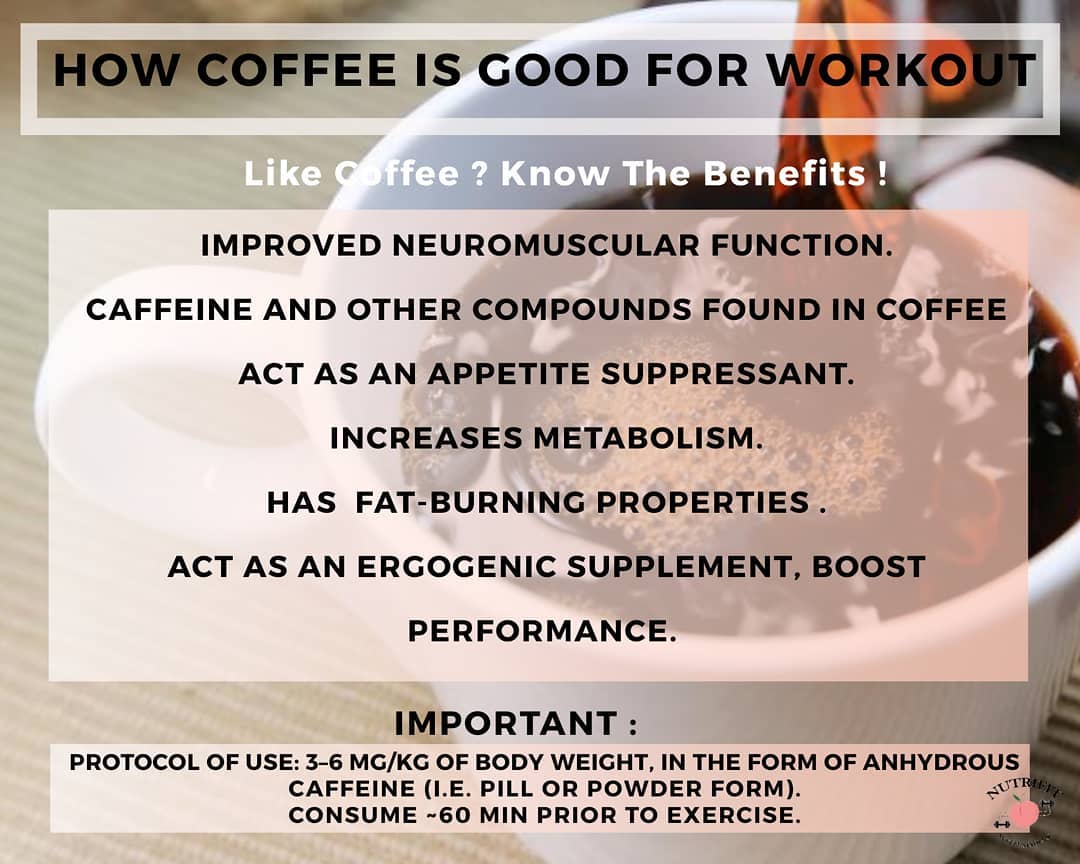 HOW COFFEE IS GOOD FOR WORKOUT
Like Coffee ? Know The Benefits !
IMPROVED NEUROMUSCULAR FUNCTION.
CAFFEINE AND OTHER COMPOUNDS FOUND IN COFFEE
ACT AS AN APPETITE SUPPRESSANT.
INCREASES METABOLISM.
HAS FAT-BURNING PROPERTIES .
ACT AS AN ERGOGENIC SUPPLEMENT, BOOST
PERFORMANCE.
IMPORTANT :
PROTOCOL OF USE: 3–6 MG/KG OF BODY WEIGHT, IN THE FORM OF ANHYDROUS
CAFFEINE (I.E. PILL OR POWDER FORM).
CONSUME ~60 MIN PRIOR TO EXERCISE.